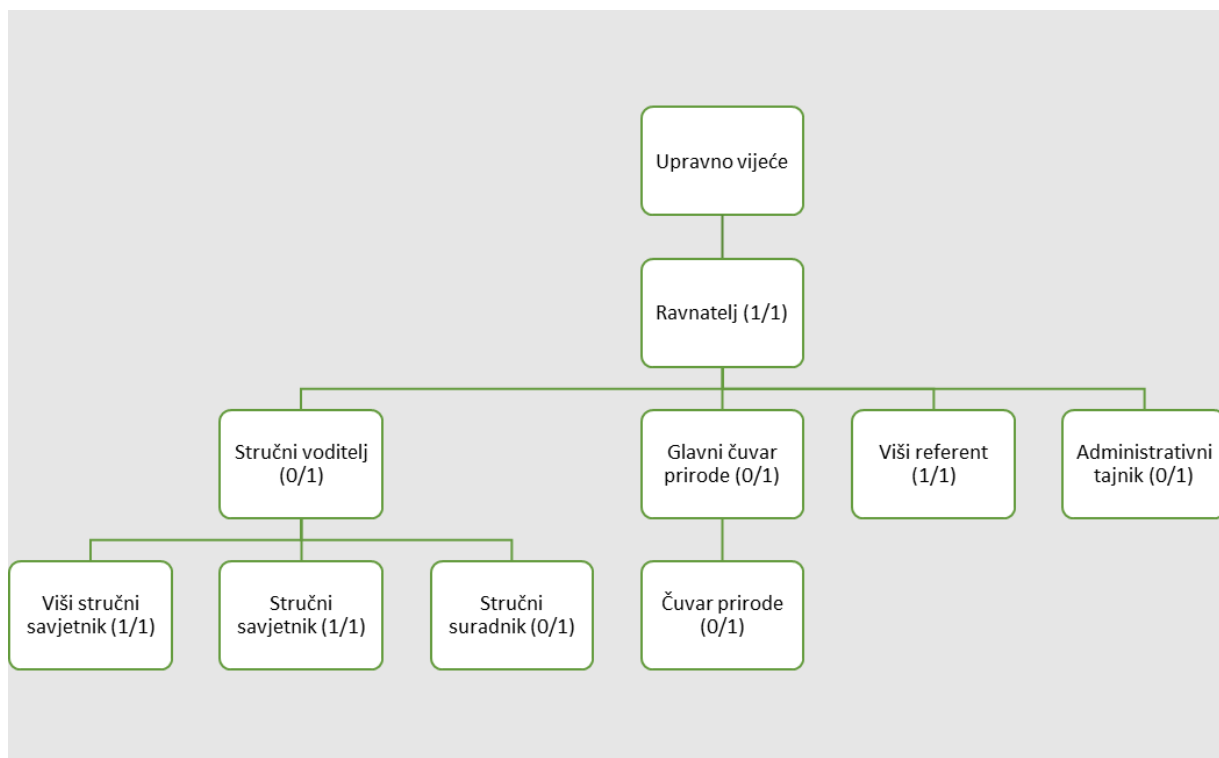 Upravno vijeće
Ravnatelj (1/1)
Stručni voditelj
(0/1)
Glavni čuvar
prirode (0/1)
Viši referent
(1/1)
Administrativni
tajnik (0/1)
Viši stručni
savjetnik (1/1)
Stručni
savjetnik (1/1)
Stručni
suradnik (0/1)
Čuvar prirode
(0/1)